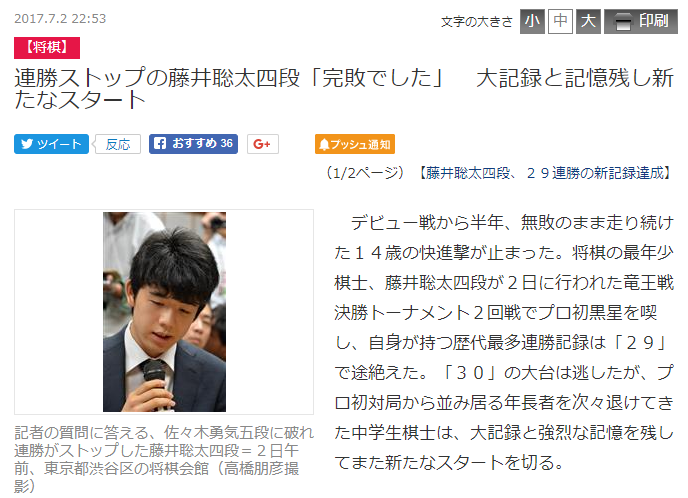 2017.7.2 22:53
文字の大きさ 小 中 大 印刷
【将棋】
連勝ストップの藤井聡太四段「完敗でした」　大記録と記憶残し新
たなスタート
ツイート 反応 おすすめ 36 G+ プッシュ通知
（1/2ページ）【藤井聡太四段、２９連勝の新記録達成】
　デビュー戦から半年、無敗のまま走り続け
た１４歳の快進撃が止まった。将棋の最年少
棋士、藤井聡太四段が２日に行われた竜王戦
決勝トーナメント２回戦でプロ初黒星を喫
し、自身が持つ歴代最多連勝記録は「２９」
で途絶えた。「３０」の大台は逃したが、プ
ロ初対局から並み居る年長者を次々退けてき
た中学生棋士は、大記録と強烈な記憶を残し
てまた新たなスタートを切る。
記者の質問に答える、佐々木勇気五段に破れ
連勝がストップした藤井聡太四段＝２日午
前、東京都渋谷区の将棋会館（高橋朋彦撮
影）